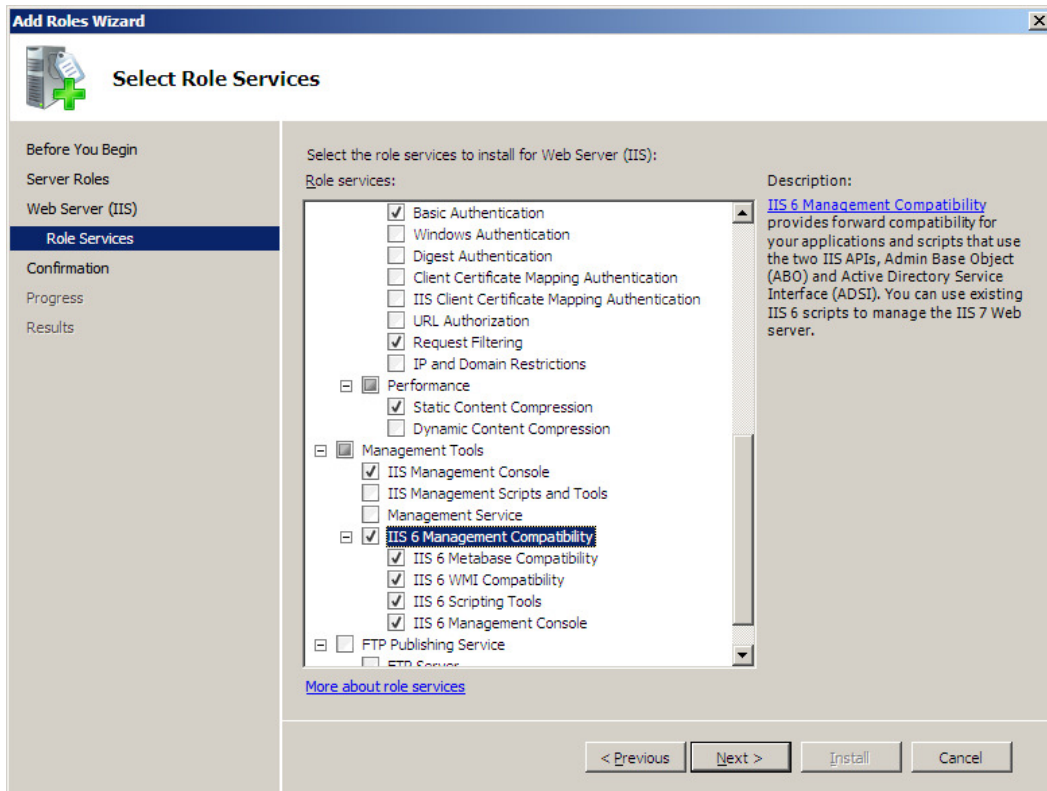 Add Roles Wizard
Select Role Services
Before You Begin
Server Roles
Web Server (IIS)
Role Services
Confirmation
Progress
Results
Select the role services to install for Web Server (IIS):
Role services:
Basic Authentication
Windows Authentication
Digest Authentication
Client Certificate Mapping Authentication
IIS Client Certificate Mapping Authentication
URL Authorization
Request Filtering
IP and Domain Restrictions
Performance
Static Content Compression
Dynamic Content Compression
Management Tools
IIS Management Console
IIS Management Scripts and Tools
Management Service
IIS 6 Management Compatibility
IIS 6 Metabase Compatibility
IIS 6 WMI Compatibility
IIS 6 Scripting Tools
IIS 6 Management Console
FTP Publishing Service
FTP Server
More about role services
Description:
IIS 6 Management Compatibility
provides forward compatibility for
your applications and scripts that use
the two IIS APIs, Admin Base Object
(ABO) and Active Directory Service
Interface (ADSI). You can use existing
IIS 6 scripts to manage the IIS 7 Web
server.
< Previous
Next >
Install
Cancel